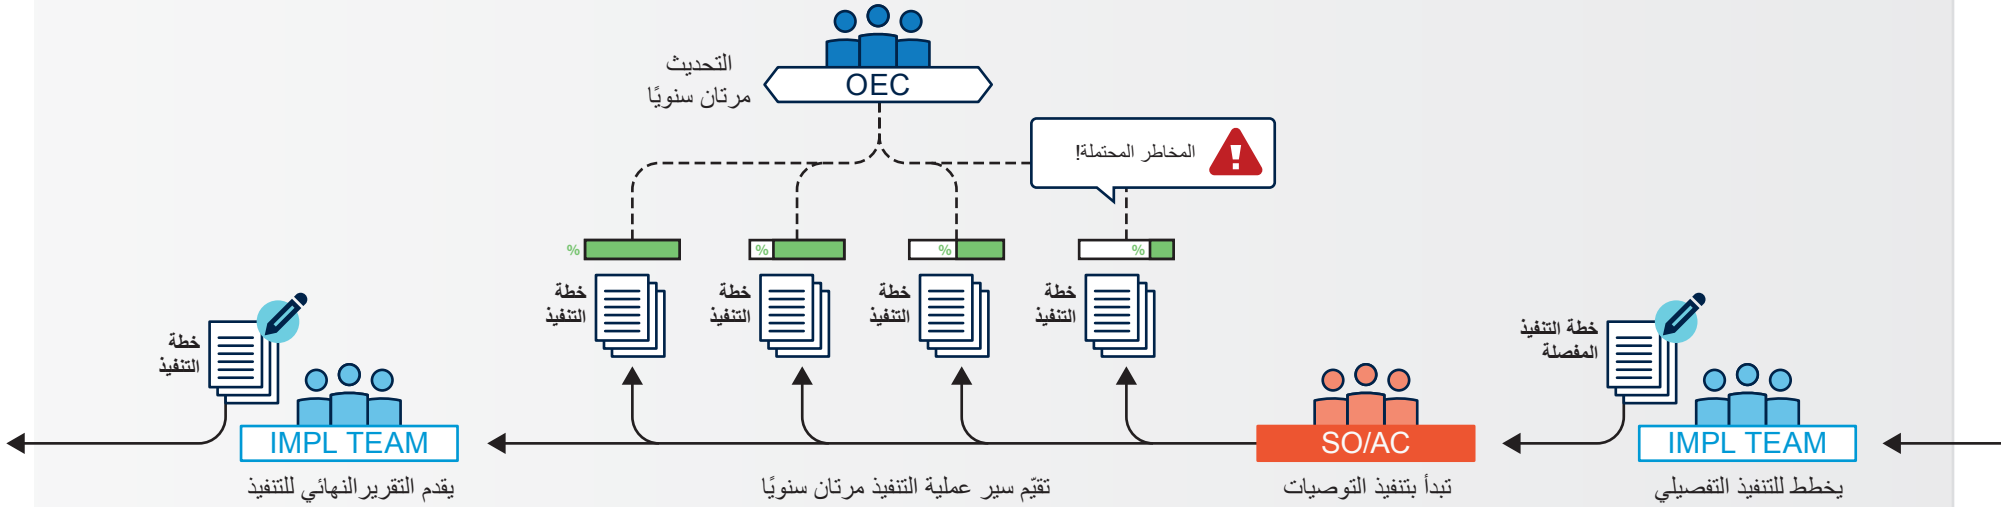 التحديث
مرتان سنويًا
OEC
المخاطر المحتملة!
%
%
%
%
خطة
التنفيذ
خطة
التنفيذ
خطة
التنفيذ
خطة
التنفيذ
خطة التنفيذ
المفصلة
IMPL TEAM
يخطط للتنفيذ التفصيلي
SO/AC
تبدأ بتنفيذ التوصيات
تقيّم سير عملية التنفيذ مرتان سنويًا
خطة
التنفيذ
IMPL TEAM
يقدم التقرير النهائي للتنفيذ